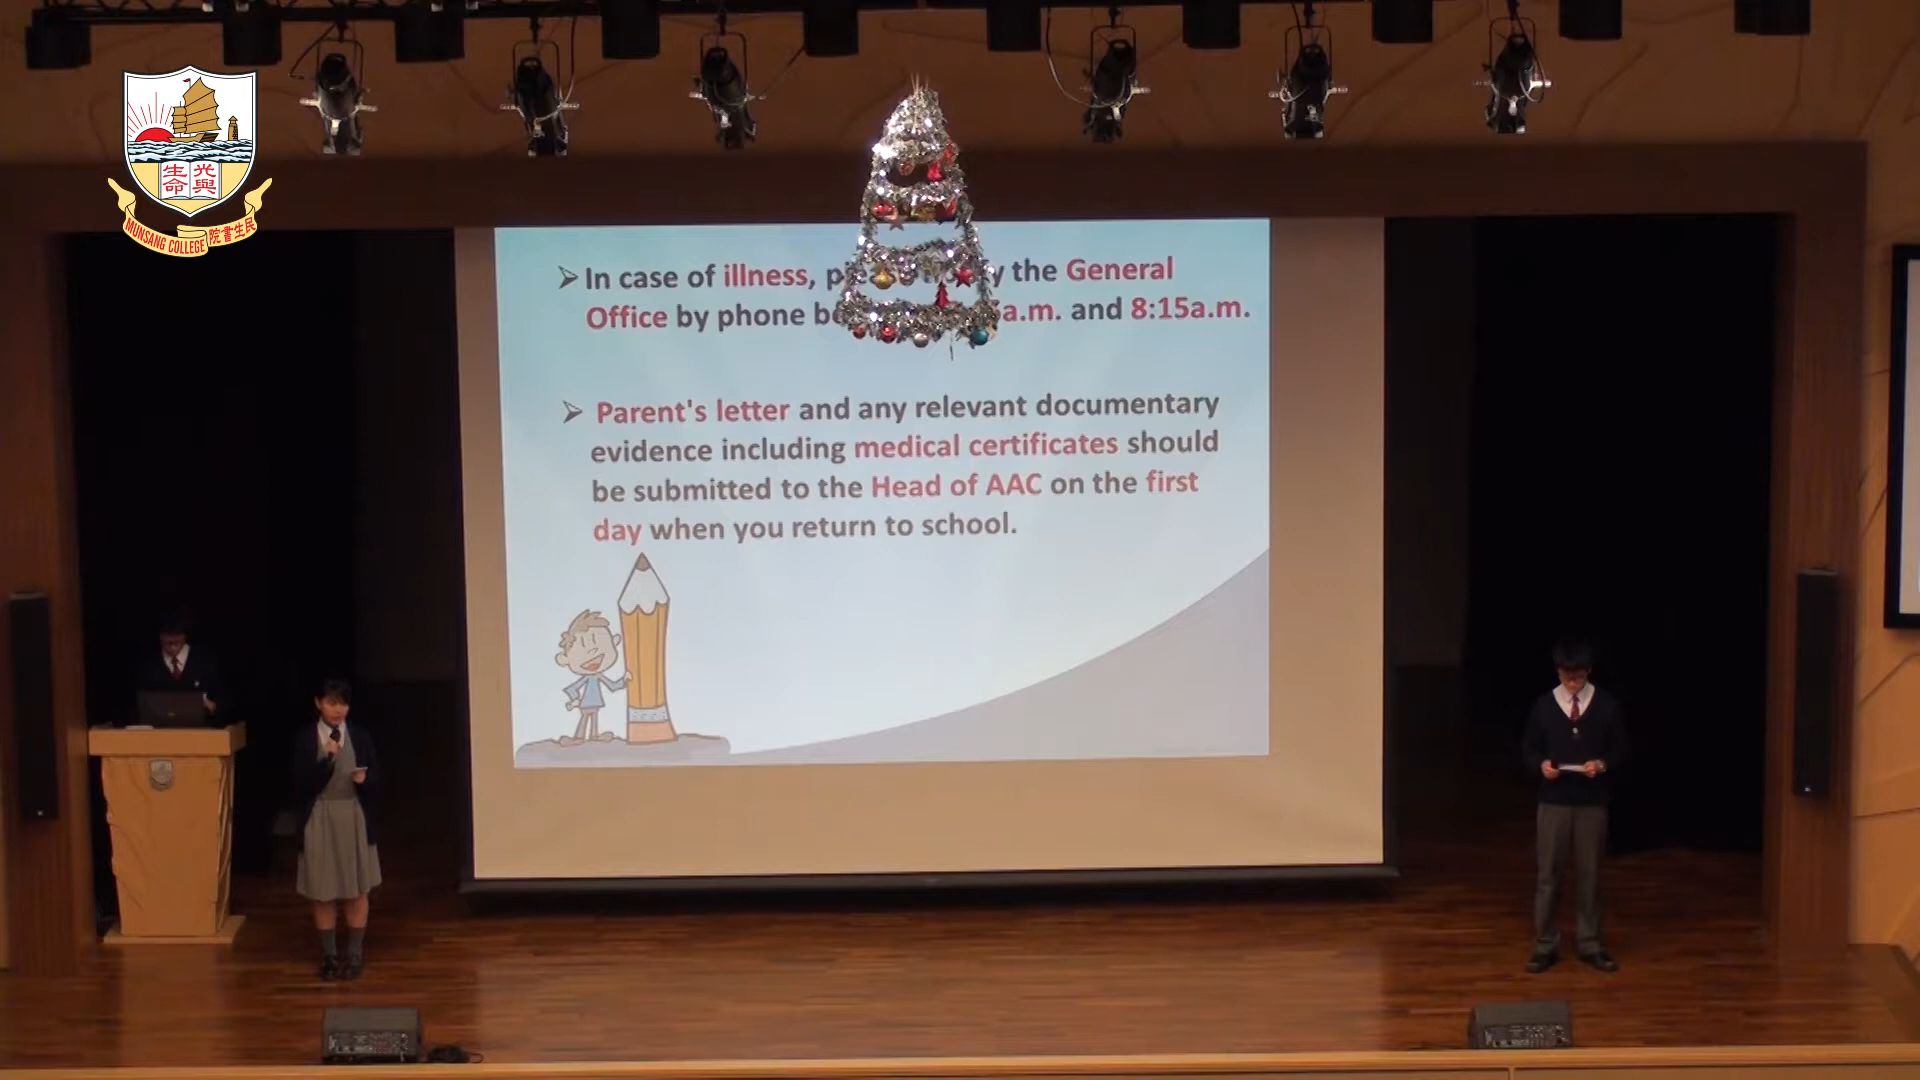 生命
光與
MUNSANG COLLEGE 院書生民
In case of illness, y the General
Office by phone a.m. and 8:15a.m.
Parent's letter and any relevant documentary
evidence including medical certificates should
be submitted to the Head of AAC on the first
day when you return to school.